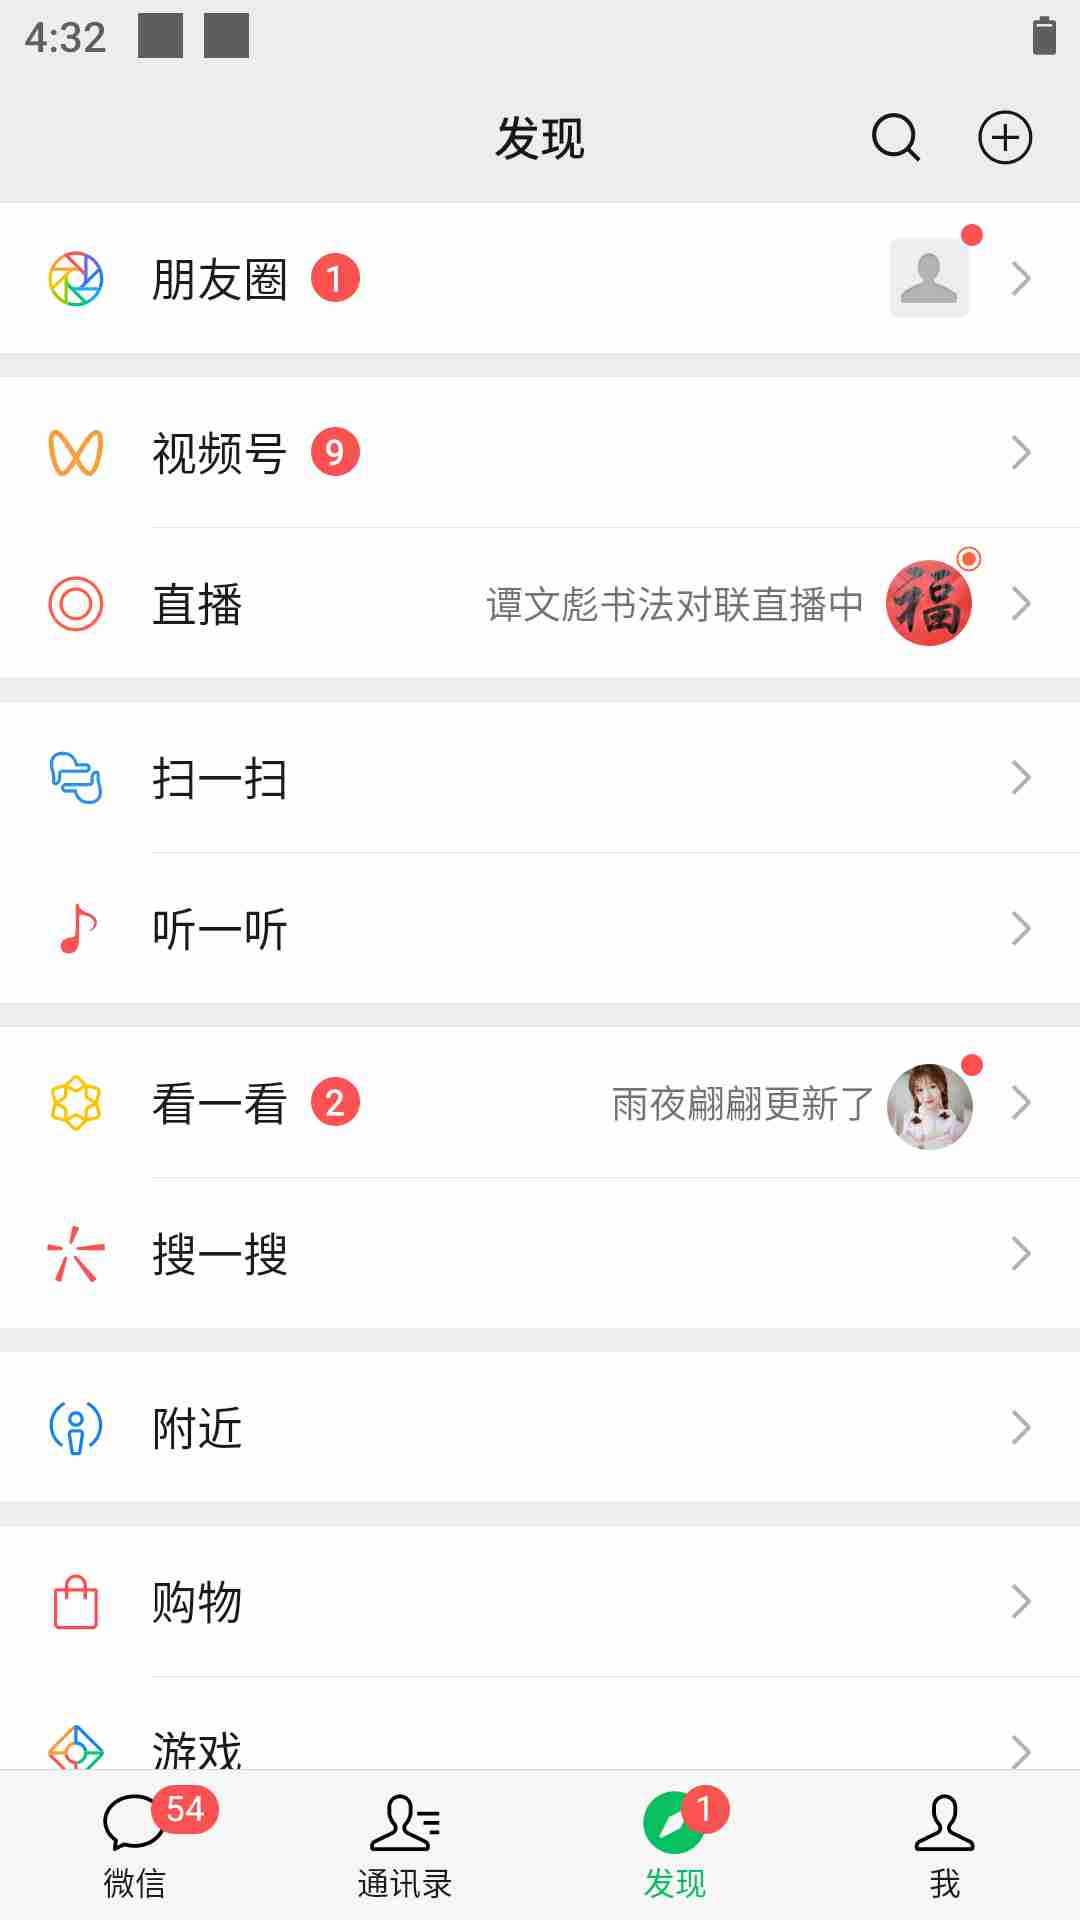 4:32
发现
朋友圈 1
视频号 9
直播 谭文彪书法对联直播中 福
扫一扫
听一听
看一看 2 雨夜翩翩更新了
搜一搜
附近
购物
游戏
54 1
微信 通讯录 发现 我